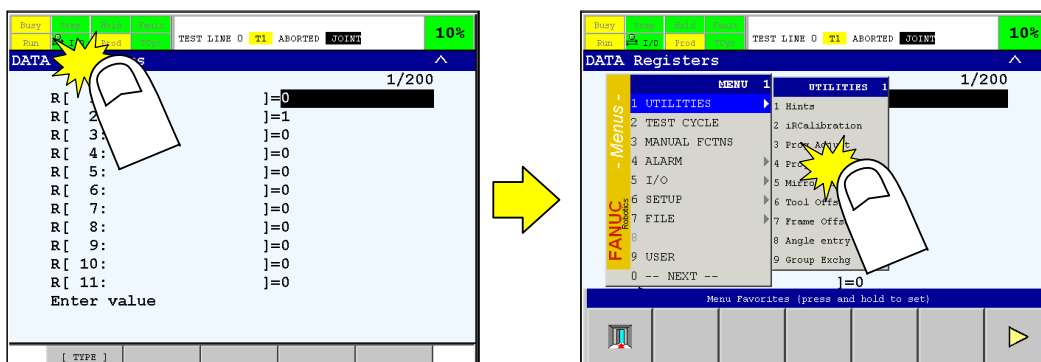 Busy Step Hold Fault
TEST LINE 0 T1 ABORTED JOINT
10%
Run I/O Prod TCyc
DATA
1/200
R[ ]=0
R[ 2 ]=1
R[ 3: ]=0
R[ 4: ]=0
R[ 5: ]=0
R[ 6: ]=0
R[ 7: ]=0
R[ 8: ]=0
R[ 9: ]=0
R[ 10: ]=0
R[ 11: ]=0
Enter value
[ TYPE ]
Busy Step Hold Fault
TEST LINE 0 T1 ABORTED JOINT
10%
Run I/O Prod TCyc
DATA Registers
1/200
- Menus -
FANUC
Robotics
MENU 1
1 UTILITIES
2 TEST CYCLE
3 MANUAL FCTNS
4 ALARM
5 I/O
6 SETUP
7 FILE
8
9 USER
0 -- NEXT --
UTILITIES 1
1 Hints
2 iRCalibration
3 Prog Adjust
4 Pro
5 Mirro
6 Tool Offs
7 Frame Offs
8 Angle entry
9 Group Exchg
]=0
Menu Favorites (press and hold to set)